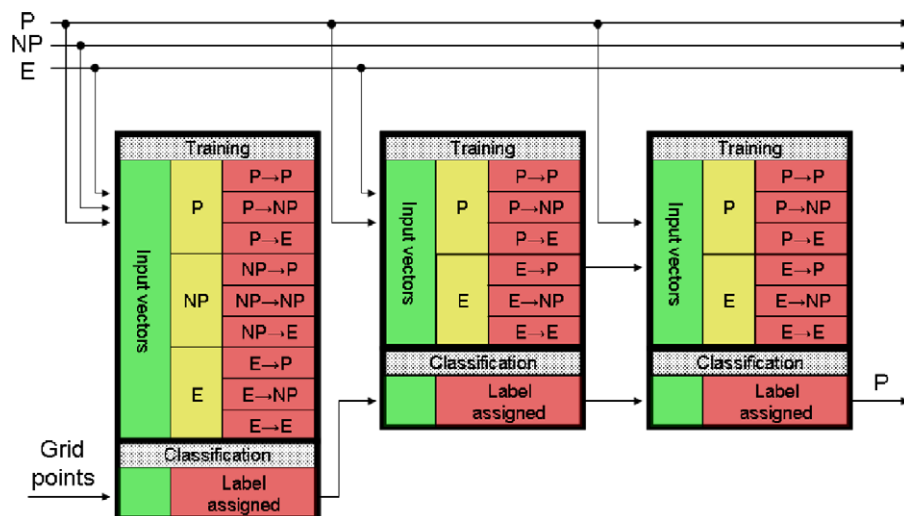 P
NP
E
Training
Input vectors
P
P→P
P→NP
P→E
NP
NP→P
NP→NP
NP→E
E
E→P
E→NP
E→E
Classification
Label
assigned
Grid
points
Training
Input vectors
P
P→P
P→NP
P→E
E
E→P
E→NP
E→E
Classification
Label
assigned
Training
Input vectors
P
P→P
P→NP
P→E
E
E→P
E→NP
E→E
Classification
Label
assigned
P